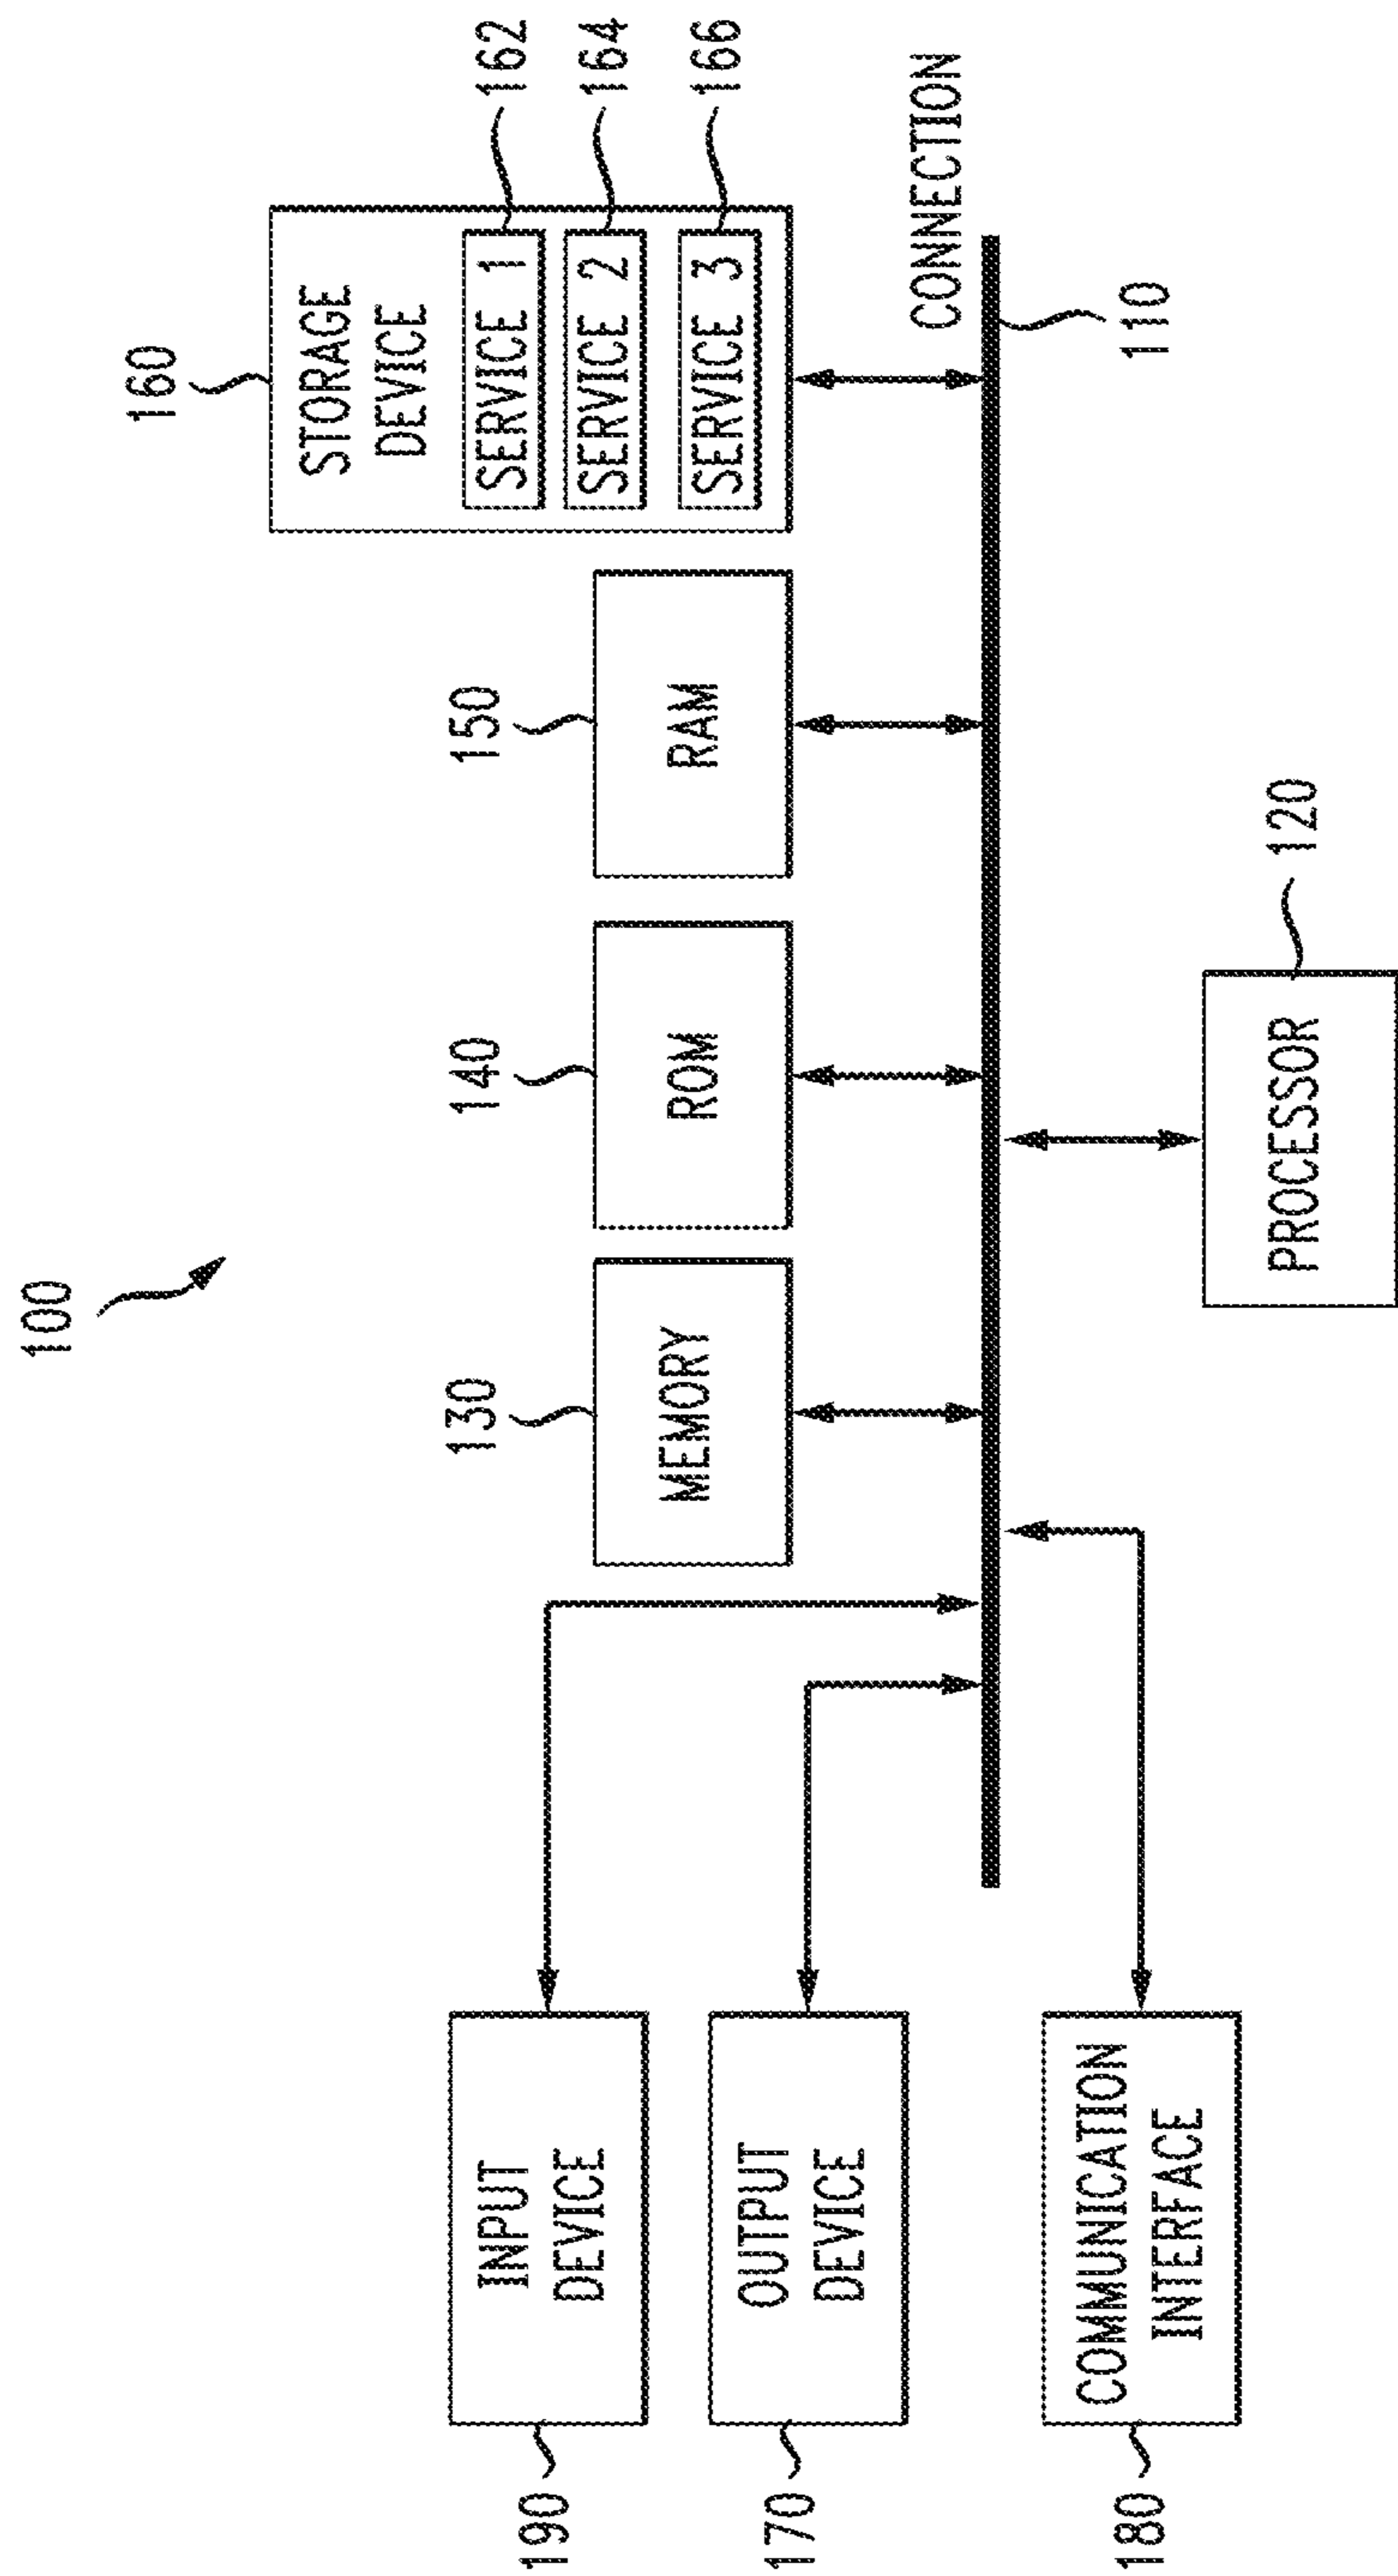 100
160
STORAGE
DEVICE
SERVICE 1
162
SERVICE 2
164
SERVICE 3
166
150
RAM
140
ROM
130
MEMORY
190
INPUT
DEVICE
170
OUTPUT
DEVICE
CONNECTION
110
180
COMMUNICATION
INTERFACE
PROCESSOR
120